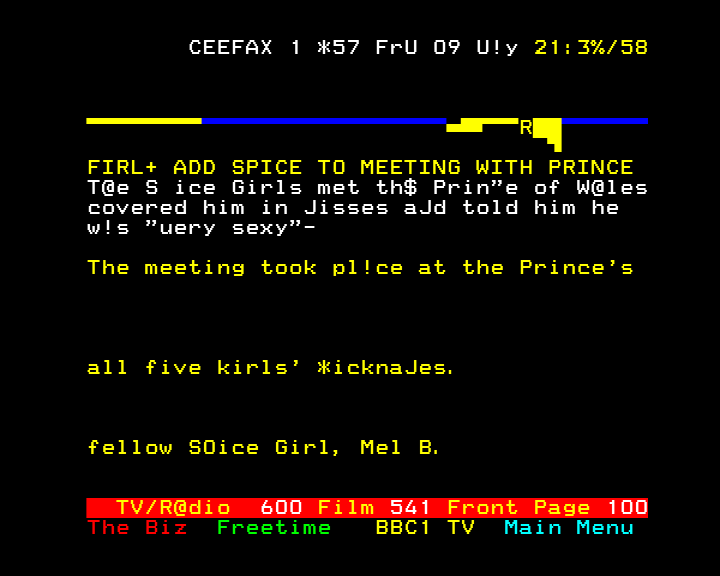 CEEFAX 1 *57 FrU 09 U!y 21:3%/58
R
FIRL+ ADD SPICE TO MEETING WITH PRINCE
T@e S ice Girls met th$ Prin”e of W@les
covered him in Jisses aJd told him he
w!s ”uery sexy”-
The meeting took pl!ce at the Prince’s
all five kirls’ *icknaJes.
fellow SOice Girl, Mel B.
TV/R@dio 600 Film 541 Front Page 100
The Biz Freetime BBC1 TV Main Menu